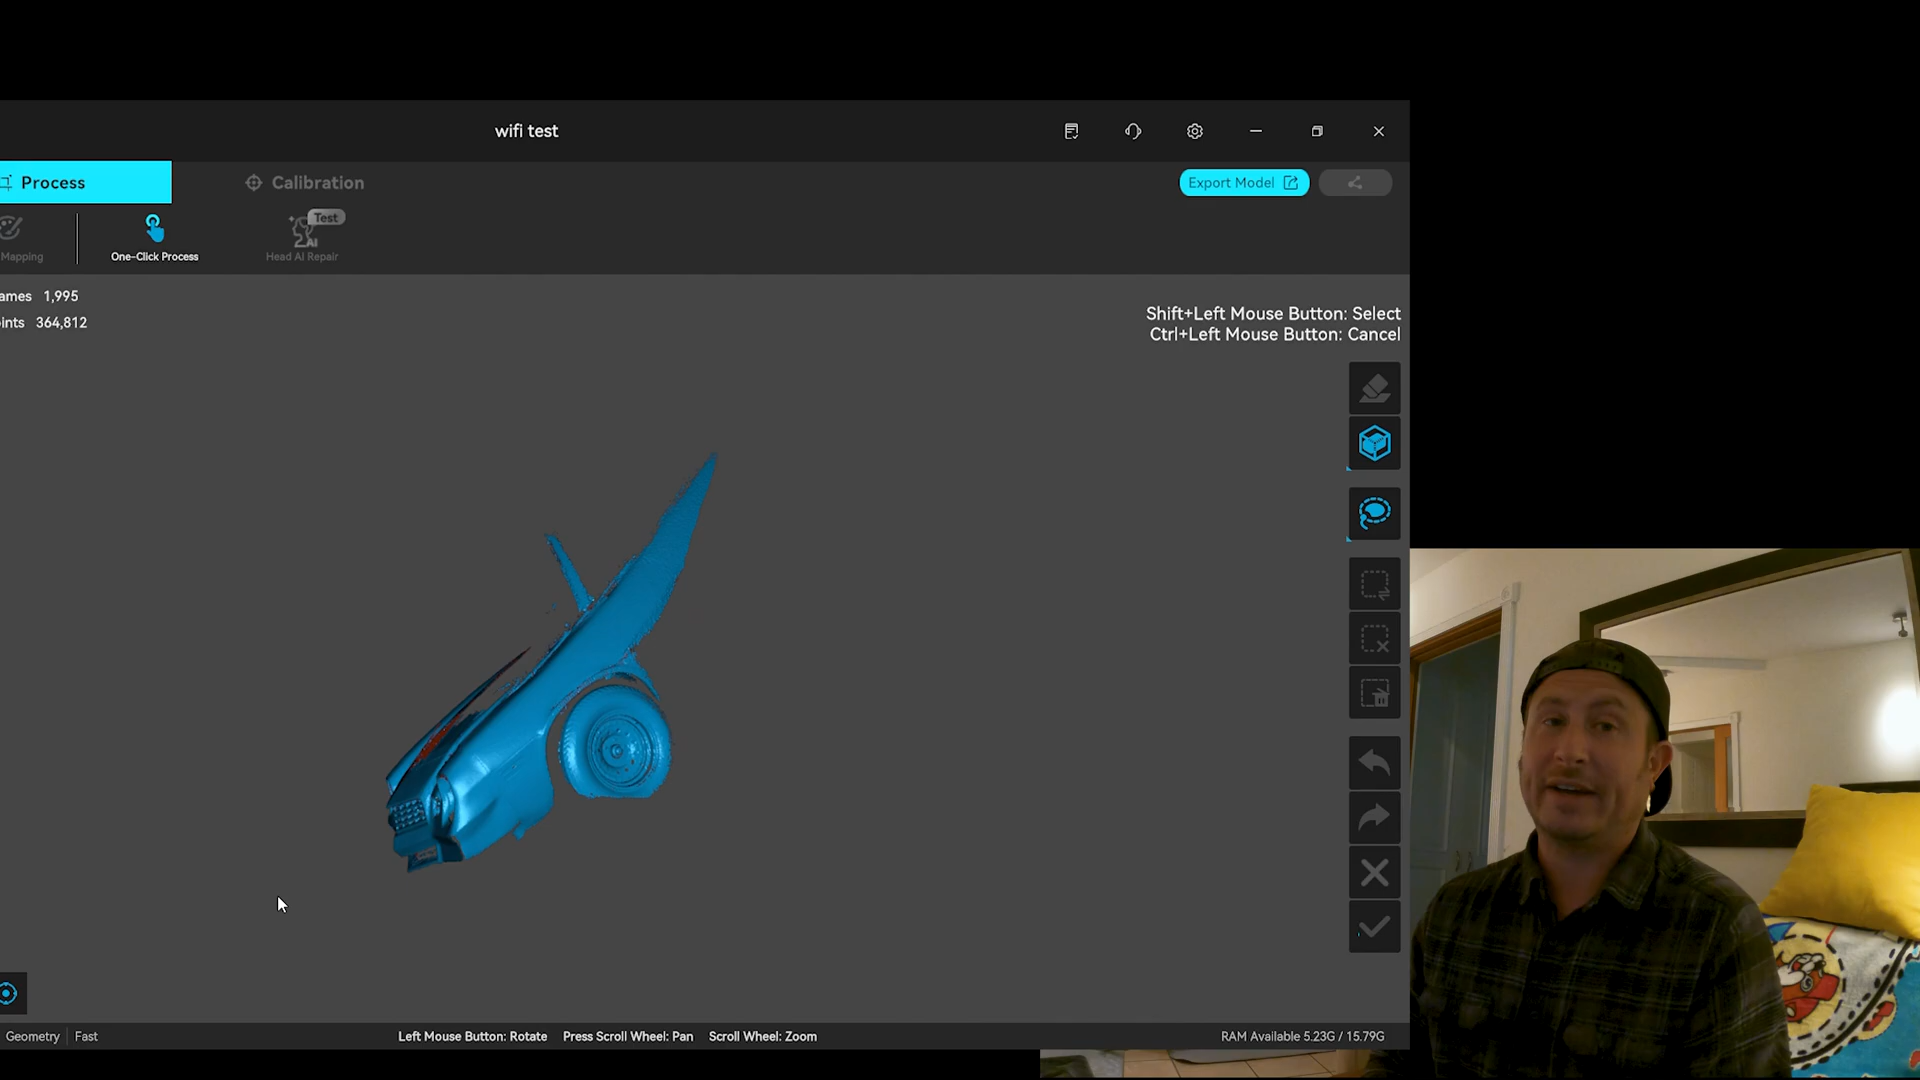 wifi test
Process
Calibration
Export Model
Mapping
One-Click Process
Test
AI
Head AI Repair
ames 1,995
ints 364,812
Shift+Left Mouse Button: Select
Ctrl+Left Mouse Button: Cancel
Geometry Fast
Left Mouse Button: Rotate Press Scroll Wheel: Pan Scroll Wheel: Zoom
RAM Available 5.23G / 15.79G